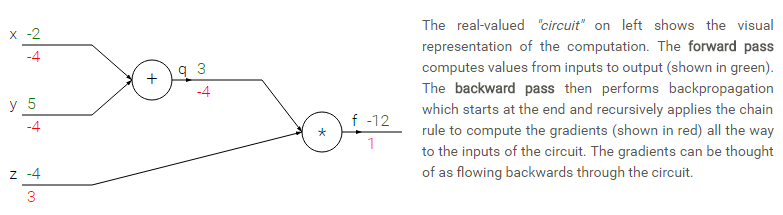 x -2
-4
+
q 3
-4
y 5
-4
*
f -12
1
z -4
3
The real-valued "circuit" on left shows the visual
representation of the computation. The forward pass
computes values from inputs to output (shown in green).
The backward pass then performs backpropagation
which starts at the end and recursively applies the chain
rule to compute the gradients (shown in red) all the way
to the inputs of the circuit. The gradients can be thought
of as flowing backwards through the circuit.